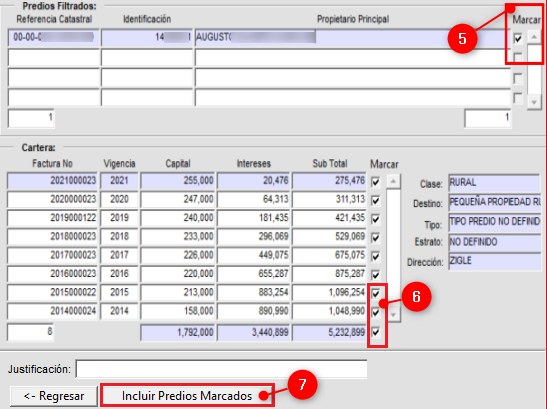 Predios Filtrados:
Referencia Catastral Identificación Propietario Principal Marcar
00-00-0 14 AUGUST
5
1 1
Cartera:
Factura No Vigencia Capital Intereses Sub Total Marcar
2021000023 2021 255,000 20,476 275,476
2020000023 2020 247,000 64,313 311,313
2019000122 2019 240,000 181,435 421,435
2018000023 2018 233,000 296,069 529,069
2017000023 2017 226,000 449,075 675,075
2016000023 2016 220,000 655,287 875,287
2015000022 2015 213,000 883,254 1,096,254
2014000024 2014 158,000 890,990 1,048,990
8 1,792,000 3,440,899 5,232,899
Clase: RURAL
Destino: PEQUEÑA PROPIEDAD RU
Tipo: TIPO PREDIO NO DEFINID
Estrato: NO DEFINIDO
Dirección: ZIGLE
6
Justificación:
<- Regresar Incluir Predios Marcados 7